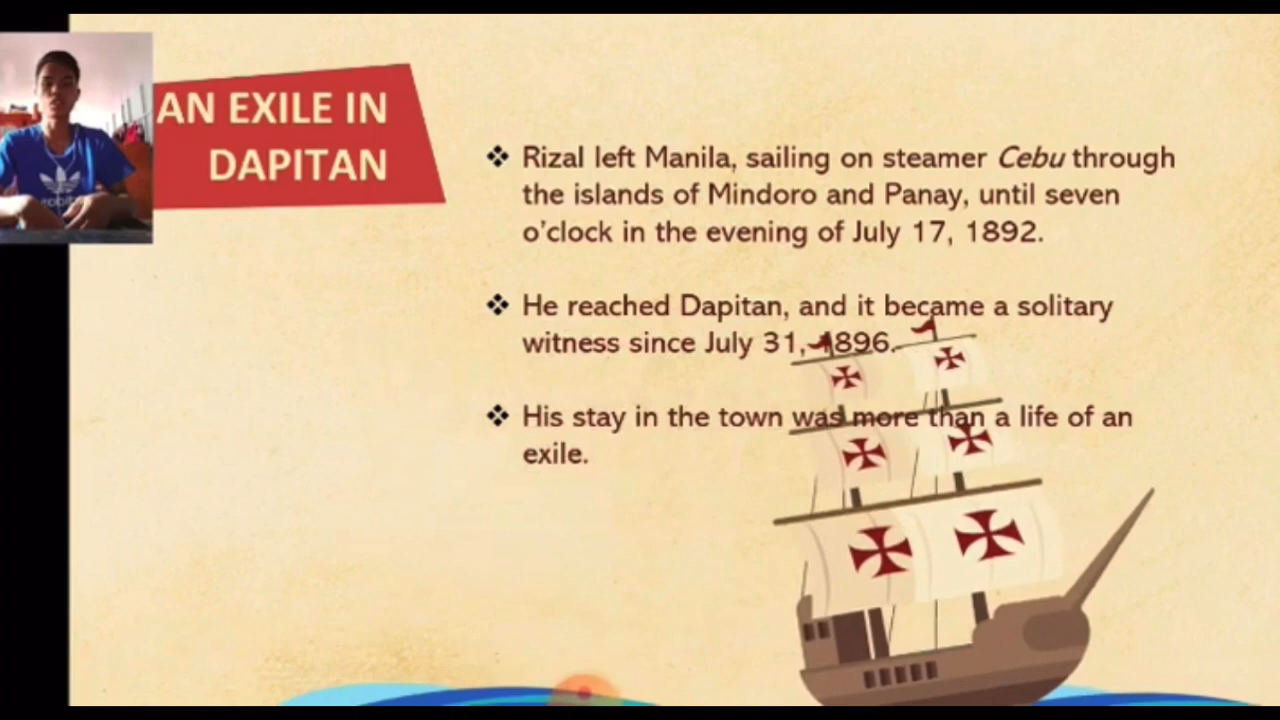 AN EXILE IN
DAPITAN
❖ Rizal left Manila, sailing on steamer Cebu through
the islands of Mindoro and Panay, until seven
o'clock in the evening of July 17, 1892.
❖ He reached Dapitan, and it became a solitary
witness since July 31, 1896.
❖ His stay in the town was more than a life of an
exile.